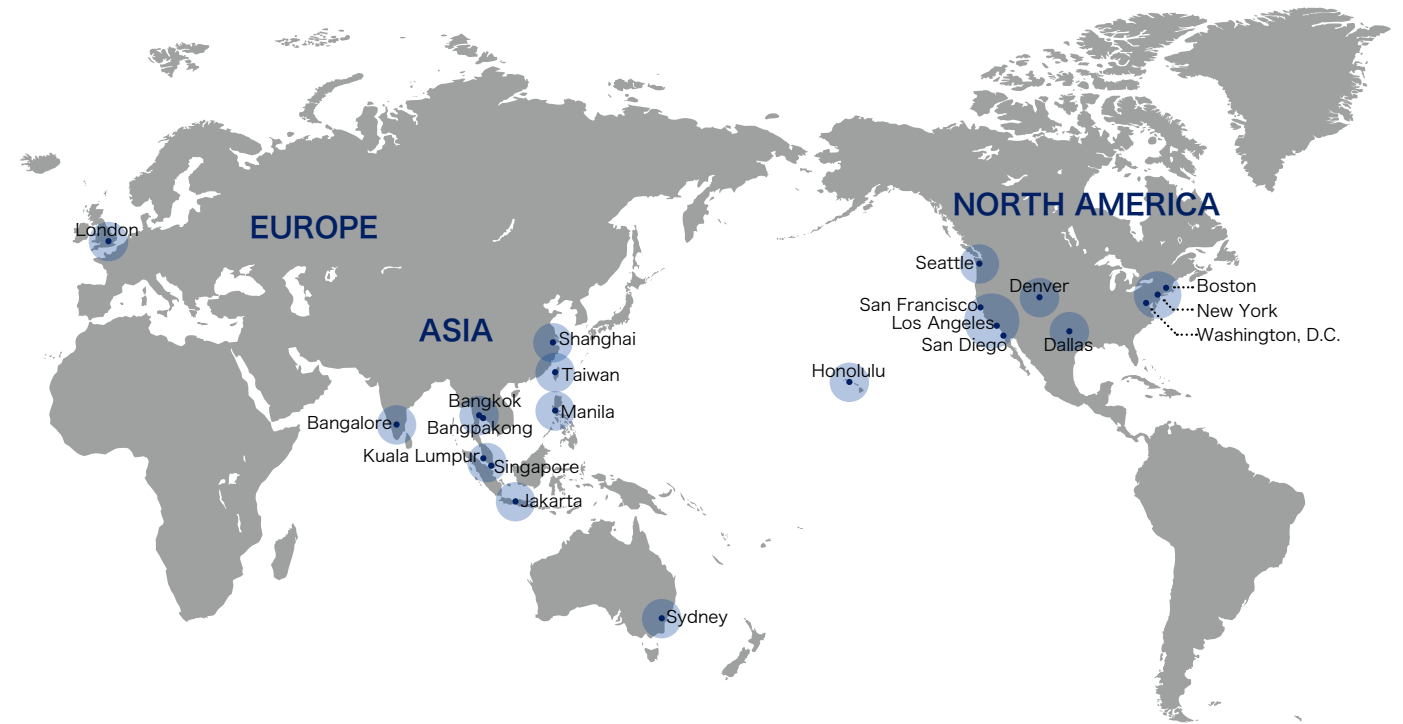 NORTH AMERICA
EUROPE
London
Seattle
Denver
Boston
San Francisco
New York
Los Angeles
ASIA
Washington, D.C.
Shanghai
San Diego
Dallas
Honolulu
Taiwan
Bangkok
Manila
Bangalore
Bangpakong
Kuala Lumpur
Singapore
Jakarta
Sydney